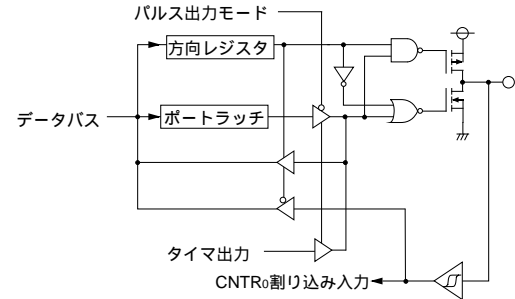 パルス出力モード
方向レジスタ
データバス
ポートラッチ
タイマ出力
CNTR0割り込み入力